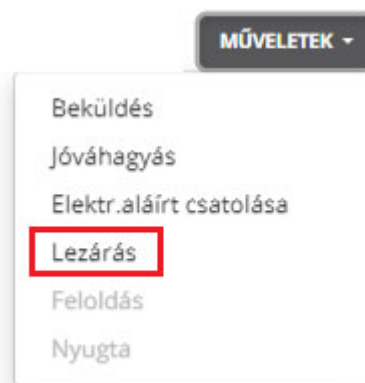 MŰVELETEK
Beküldés
Jóváhagyás
Elektr.aláírt csatolása
Lezárás
Feloldás
Nyugta